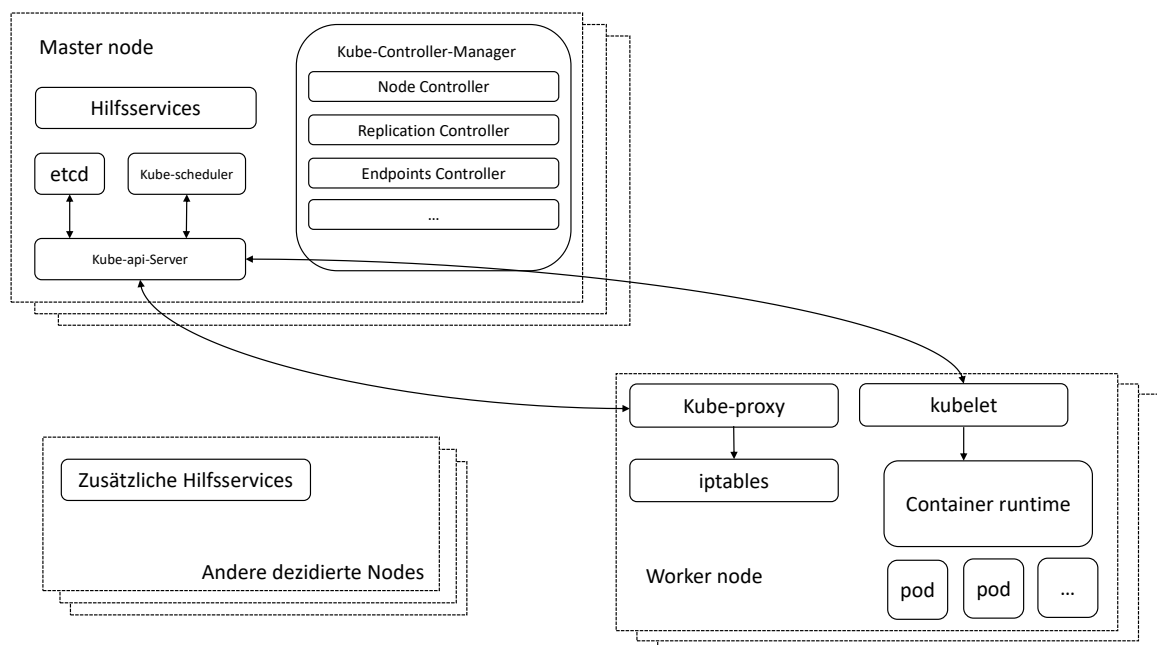 Master node
Hilfsservices
etcd
Kube-scheduler
Kube-api-Server
Kube-Controller-Manager
Node Controller
Replication Controller
Endpoints Controller
...
Zusätzliche Hilfsservices
Andere dezidierte Nodes
Kube-proxy
kubelet
iptables
Container runtime
Worker node
pod
pod
...